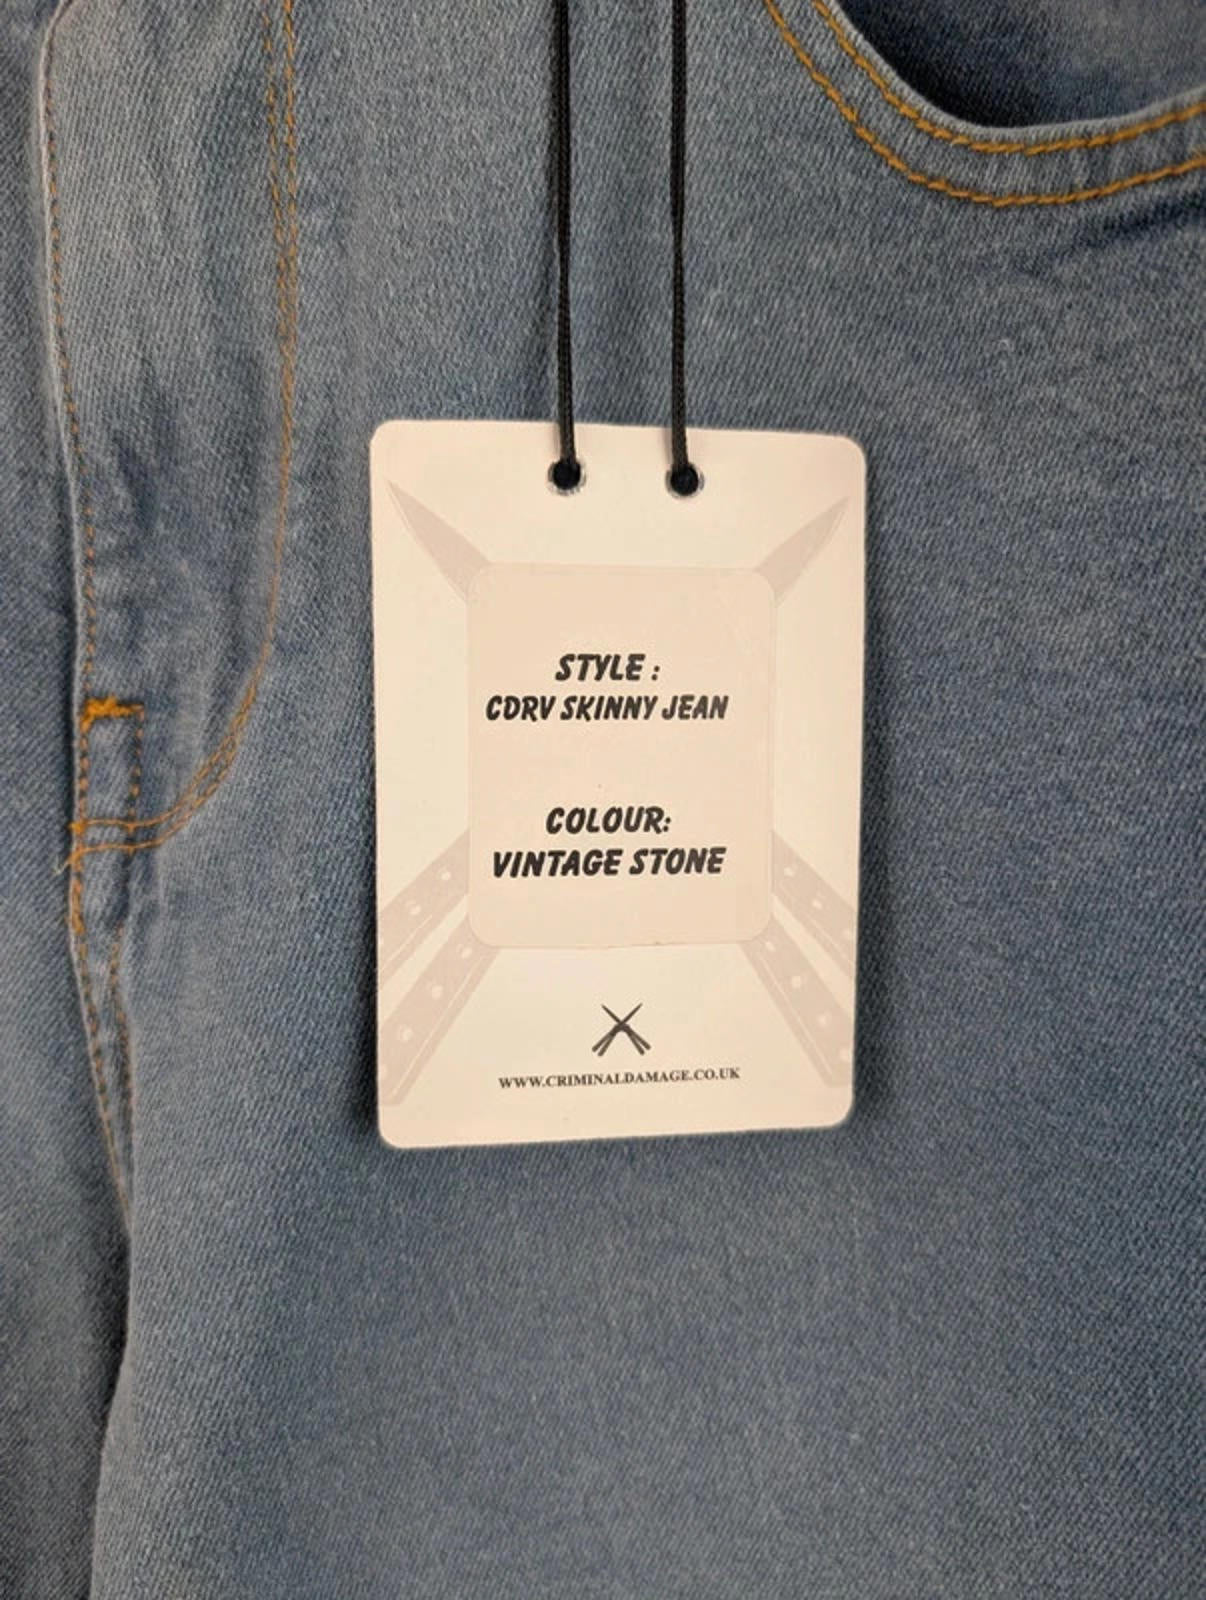 STYLE :
CDRV SKINNY JEAN
COLOUR:
VINTAGE STONE
WWW.CRIMINALDAMAGE.CO.UK